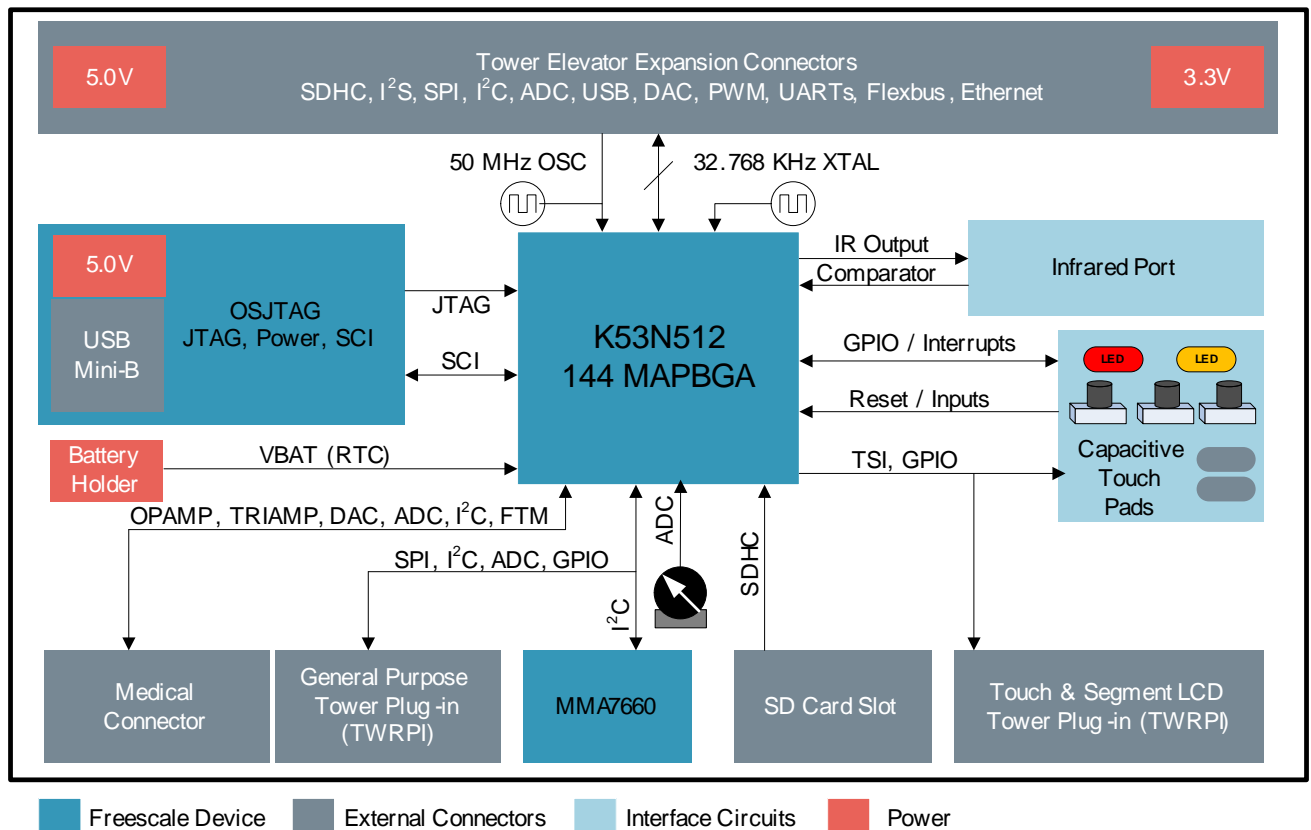 5.0V
Tower Elevator Expansion Connectors
SDHC, I²S, SPI, I²C, ADC, USB, DAC, PWM, UARTs, Flexbus, Ethernet
3.3V
50 MHz OSC
32.768 KHz XTAL
5.0V
USB
Mini-B
OSJTAG
JTAG, Power, SCI
JTAG
SCI
K53N512
144 MAPBGA
IR Output
Comparator
Infrared Port
GPIO / Interrupts
LED
LED
Reset / Inputs
TSI, GPIO
Capacitive
Touch
Pads
Battery
Holder
VBAT (RTC)
OPAMP, TRIAMP, DAC, ADC, I²C, FTM
SPI, I²C, ADC, GPIO
I²C
ADC
SDHC
Medical
Connector
General Purpose
Tower Plug-in
(TWRPI)
MMA7660
SD Card Slot
Touch & Segment LCD
Tower Plug-in (TWRPI)
Freescale Device
External Connectors
Interface Circuits
Power